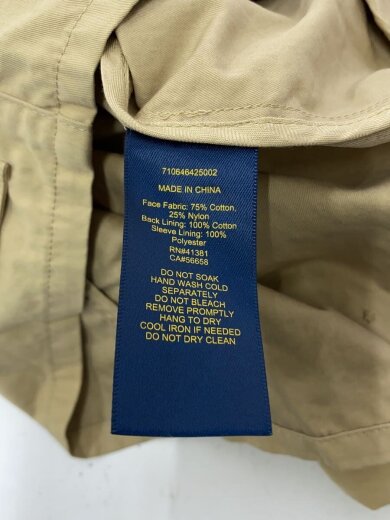 710646425002
MADE IN CHINA
Face Fabric: 75% Cotton.
25% Nylon
Back Lining: 100% Cotton
Sleeve Lining: 100%
Polyester
RN#41381
CA#56658
DO NOT SOAK
HAND WASH COLD
SEPARATELY
DO NOT BLEACH
REMOVE PROMPTLY
HANG TO DRY
COOL IRON IF NEEDED
DO NOT DRY CLEAN